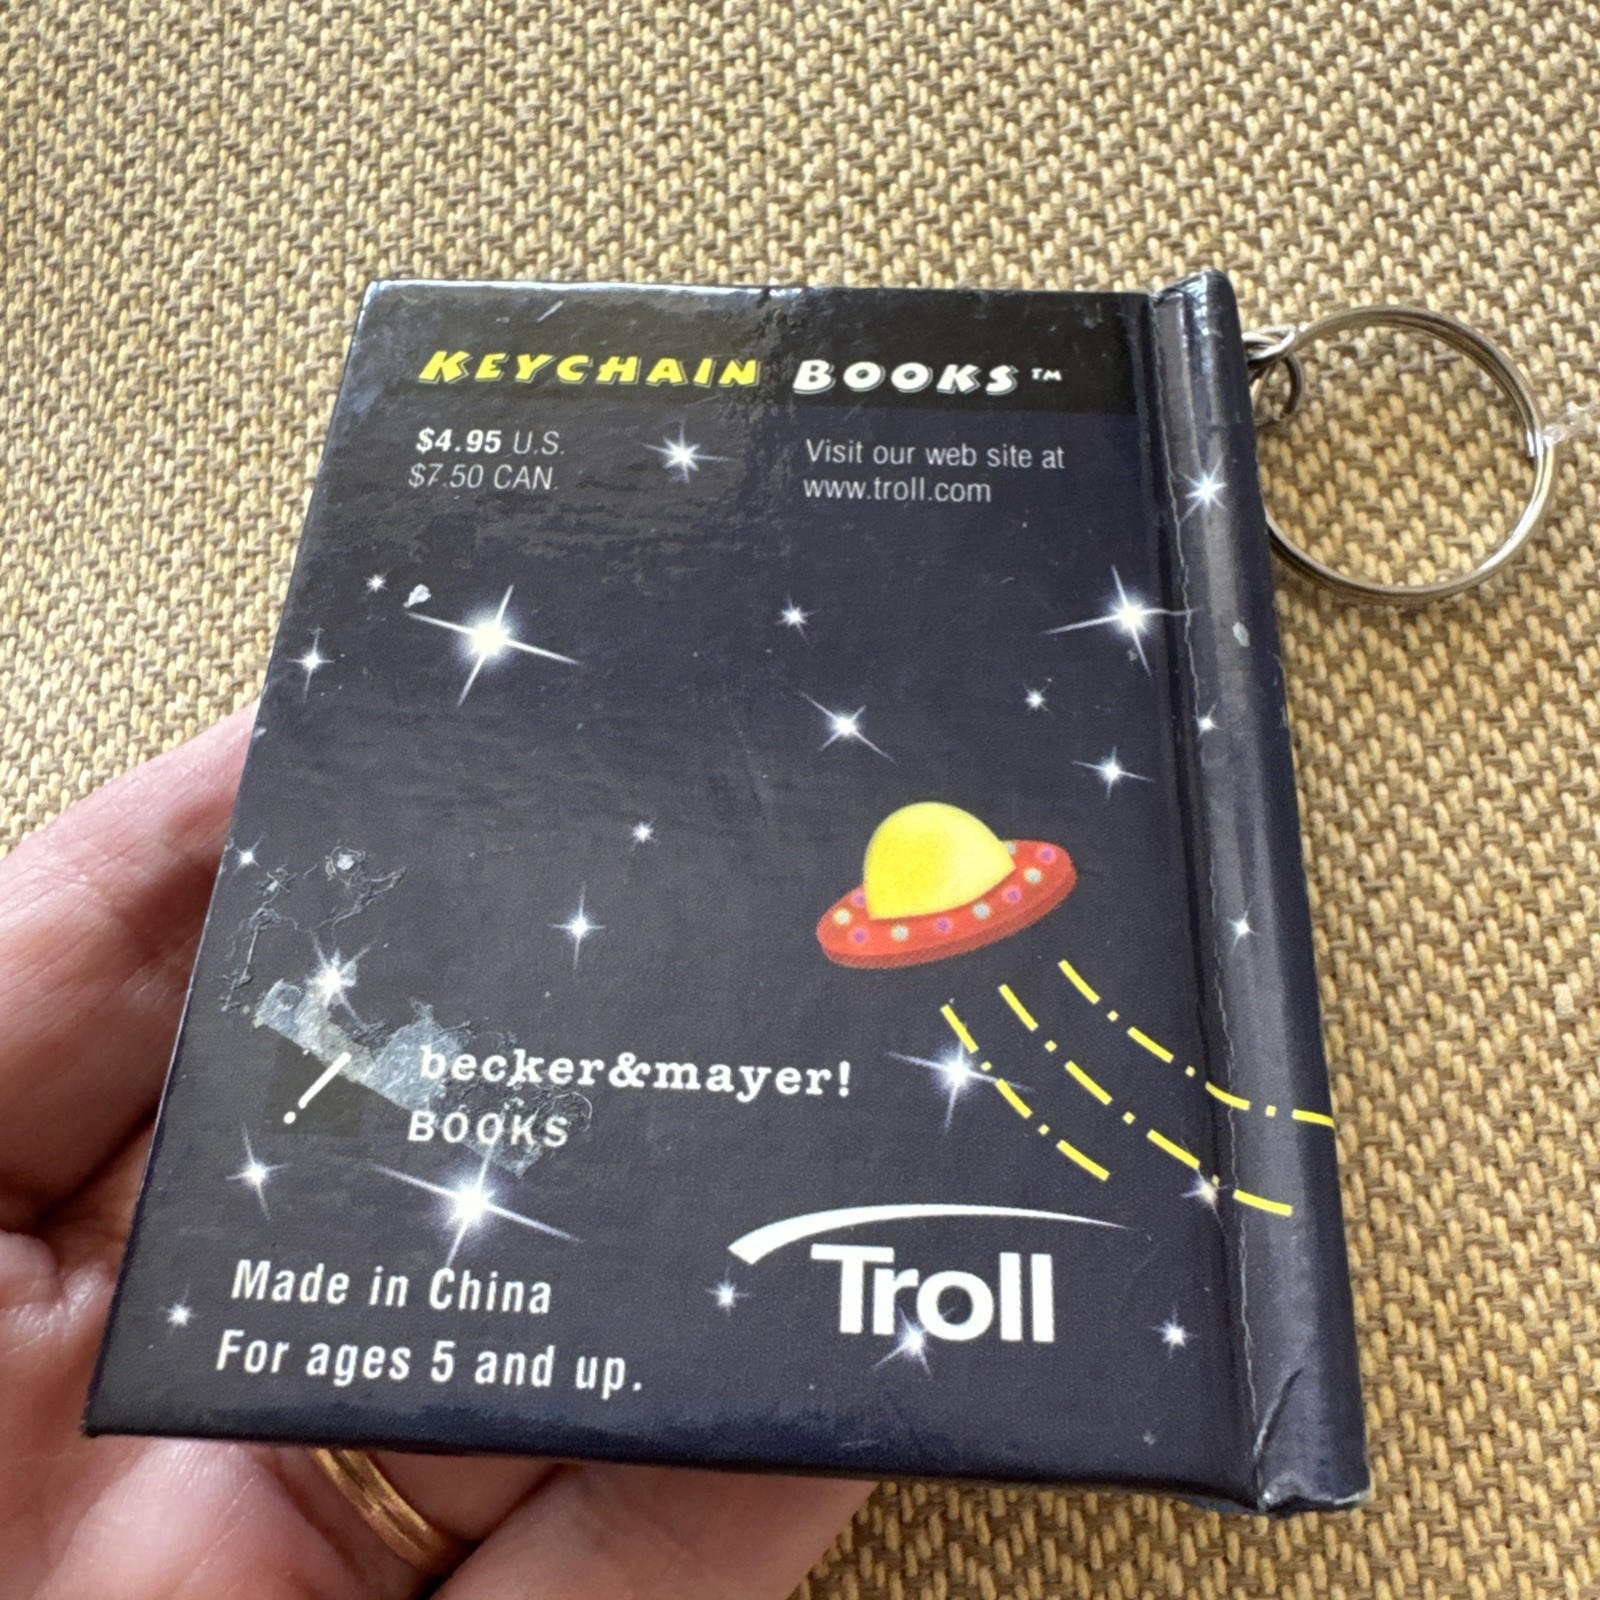 KEYCHAIN BOOKS™
$4.95 U.S.
$7.50 CAN.
Visit our web site at
www.troll.com
becker&mayer!
BOOKS
Troll
Made in China
For ages 5 and up.